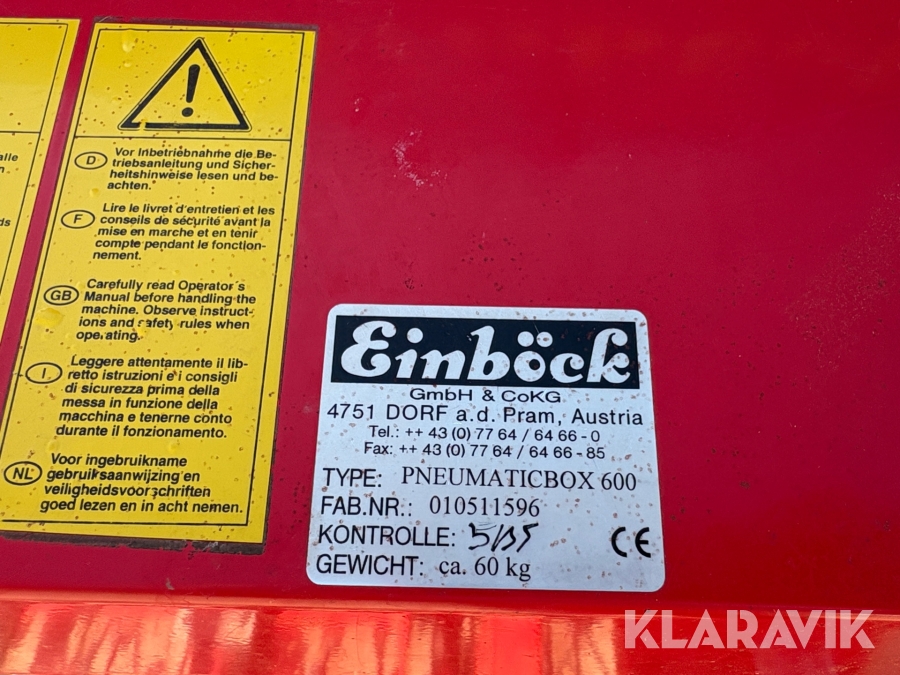 alle
n.
ds
!
D Vor Inbetriebnahme die Be-
triebsanleitung und Sicher-
heitshinweise lesen und be-
achten.
F Lire le livret d'entretien et les
conseils de sécurité avant la
mise en marche et en tenir
compte pendant le fonction-
nement.
GB Carefully read Operator's
Manual before handling the
machine. Observe instruct-
ions and safety rules when
operating.
I Leggere attentamente il lib-
retto istruzioni e i consigli
di sicurezza prima della
messa in funzione della
macchina e tenerne conto
durante il fonzionamento.
NL Voor ingebruikname
gebruiksaanwijzing en
veiligheidsvoorschriften
goed lezen en in acht nemen.
Einböck
GmbH & CoKG
4751 DORF a.d. Pram, Austria
Tel.: ++ 43 (0) 77 64 / 64 66 - 0
Fax: ++ 43 (0) 77 64 / 64 66 - 85
TYPE: PNEUMATICBOX 600
FAB.NR.: 010511596
KONTROLLE:
GEWICHT: ca. 60 kg
CE
KLARAVIK